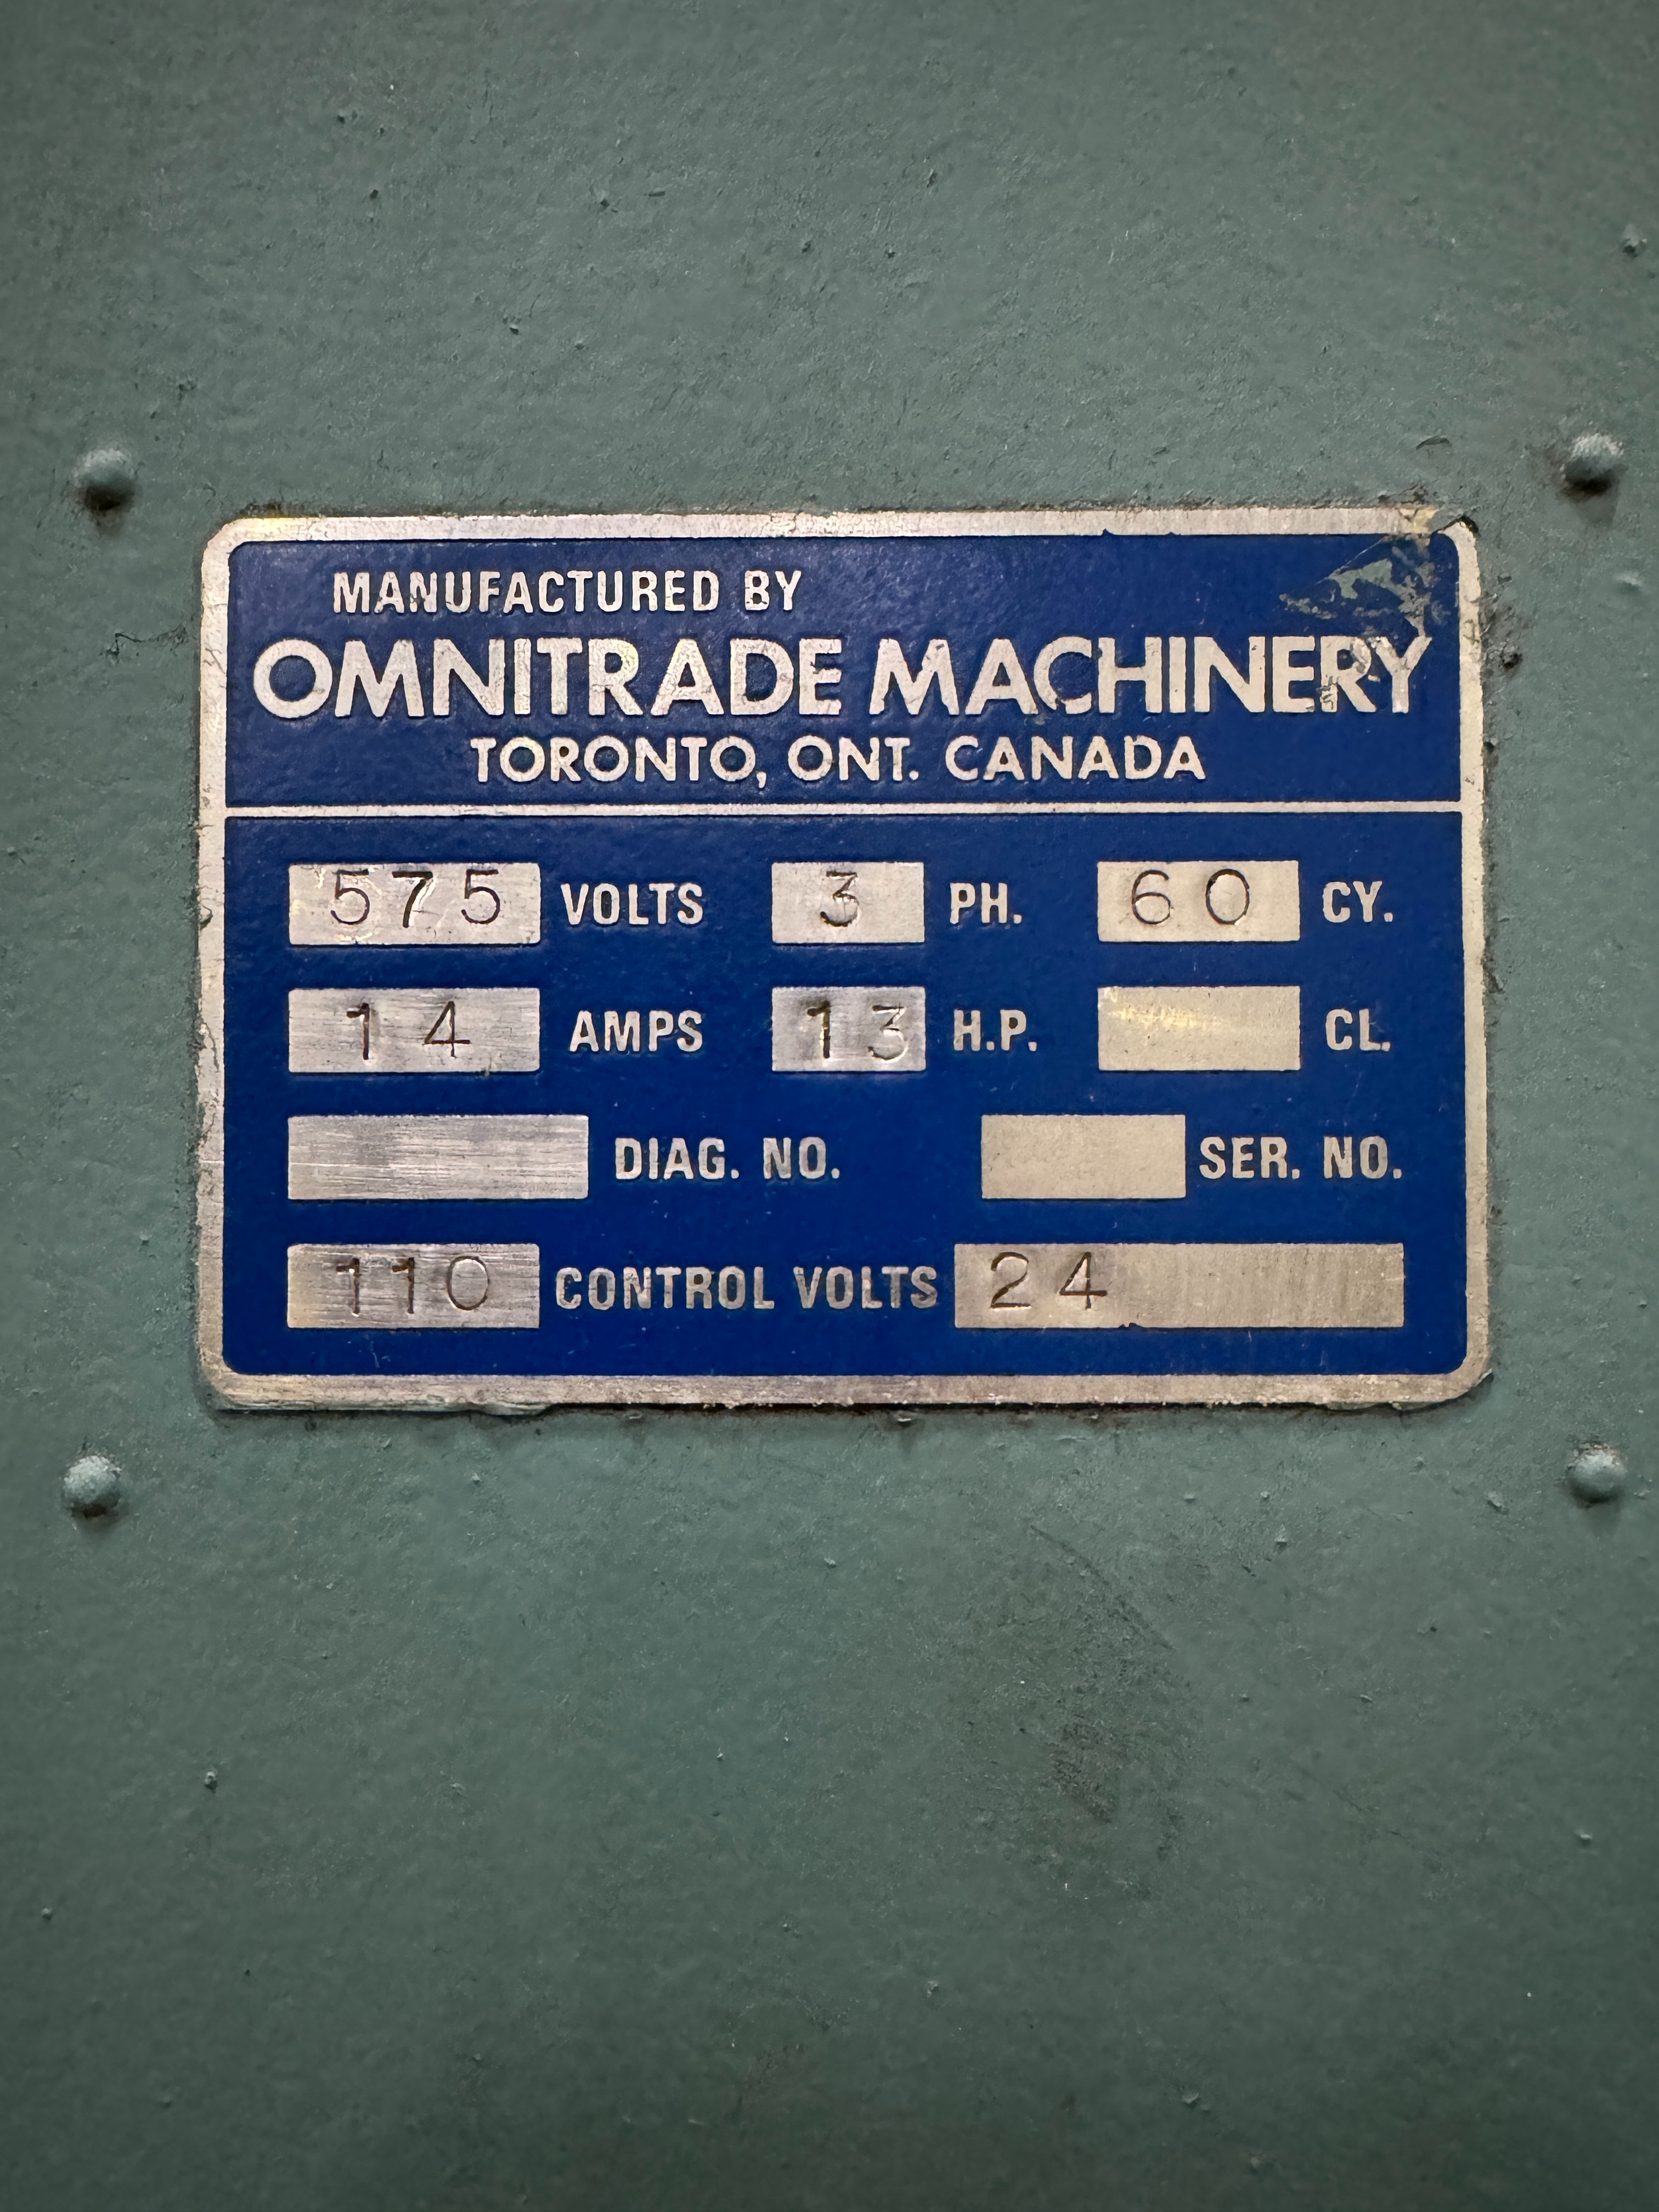 MANUFACTURED BY
OMNITRADE MACHINERY
TORONTO, ONT. CANADA
575 VOLTS 3 PH. 60 CY.
14 AMPS 13 H.P. CL.
DIAG. NO. SER. NO.
110 CONTROL VOLTS 24